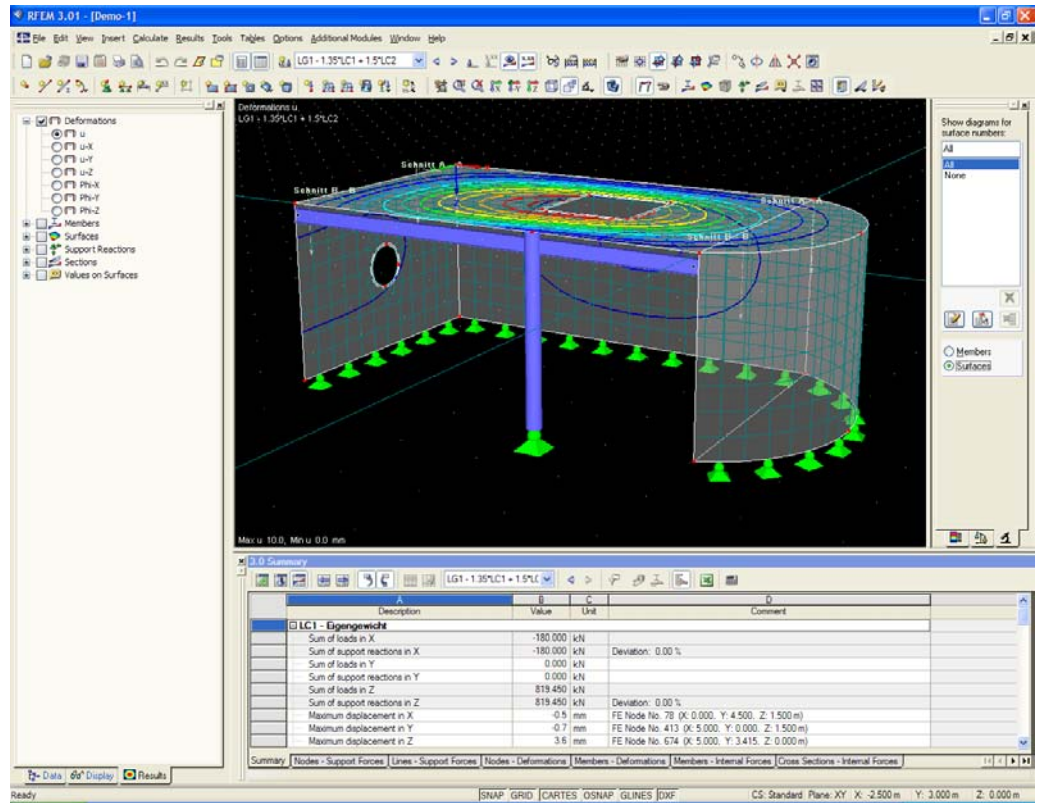 RFEM 3.01 - [Demo-1]
File Edit View Insert Calculate Results Tools Tables Options Additional Modules Window Help
LG1 - 1.35*LC1 + 1.5*LC2
Deformations
u
u-X
u-Y
u-Z
Phi-X
Phi-Y
Phi-Z
Members
Surfaces
Support Reactions
Sections
Values on Surfaces
Deformations u
LG1 - 1.35*LC1 + 1.5*LC2
Schnitt A - A
Schnitt B - B
Schnitt A - A
Schnitt B - B
Max u: 10.0, Min u: 0.0 mm
Show diagrams for
surface numbers:
All
All
None
Members
Surfaces
3.0 Summary
LG1 - 1.35*LC1 + 1.5*LC
A B C D
Description Value Unit Comment
LC1 - Eigengewicht
Sum of loads in X -180.000 kN
Sum of support reactions in X -180.000 kN Deviation: 0.00 %
Sum of loads in Y 0.000 kN
Sum of support reactions in Y 0.000 kN
Sum of loads in Z 819.450 kN
Sum of support reactions in Z 819.450 kN Deviation: 0.00 %
Maximum displacement in X -0.5 mm FE Node No. 78 (X: 0.000, Y: 4.500, Z: 1.500 m)
Maximum displacement in Y -0.7 mm FE Node No. 413 (X: 5.000, Y: 0.000, Z: 1.500 m)
Maximum displacement in Z 3.6 mm FE Node No. 674 (X: 5.000, Y: 3.415, Z: 0.000 m)
Summary Nodes - Support Forces Lines - Support Forces Nodes - Deformations Members - Deformations Members - Internal Forces Cross Sections - Internal Forces
Data Display Results
Ready SNAP GRID CARTES OSNAP GLINES DXF CS: Standard Plane: XY X: -2.500 m Y: 3.000 m Z: 0.000 m